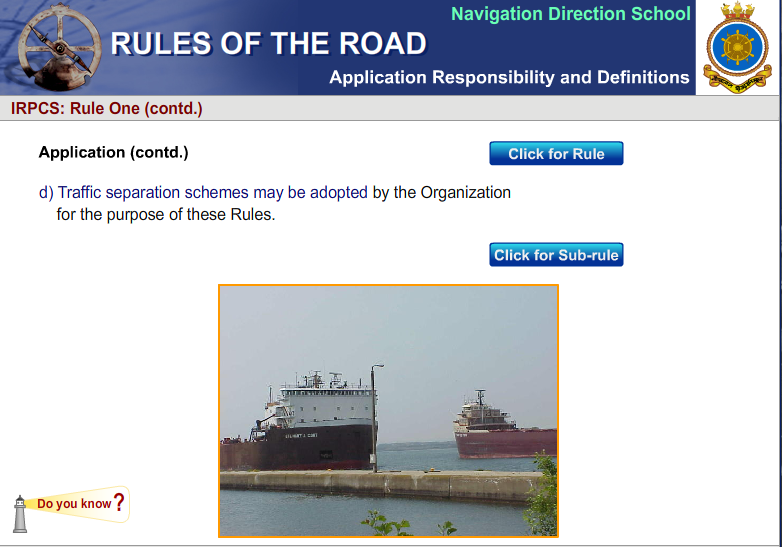 Navigation Direction School
RULES OF THE ROAD
Application Responsibility and Definitions
IRPCS: Rule One (contd.)
Application (contd.)
Click for Rule
d) Traffic separation schemes may be adopted by the Organization
for the purpose of these Rules.
Click for Sub-rule
Do you know?